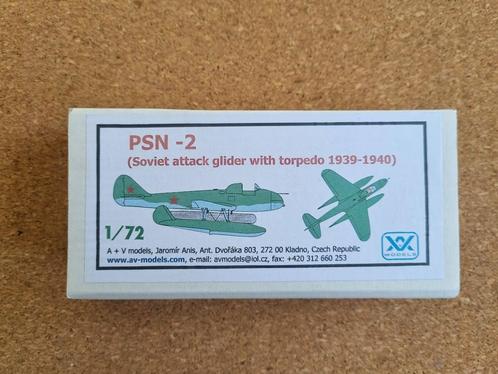 PSN -2
(Soviet attack glider with torpedo 1939-1940)
1/72
A + V models, Jaromír Anis, Ant. Dvořáka 803, 272 00 Kladno, Czech Republic
www.av-models.com, e-mail: avmodels@iol.cz, fax: +420 312 660 253
MODELS